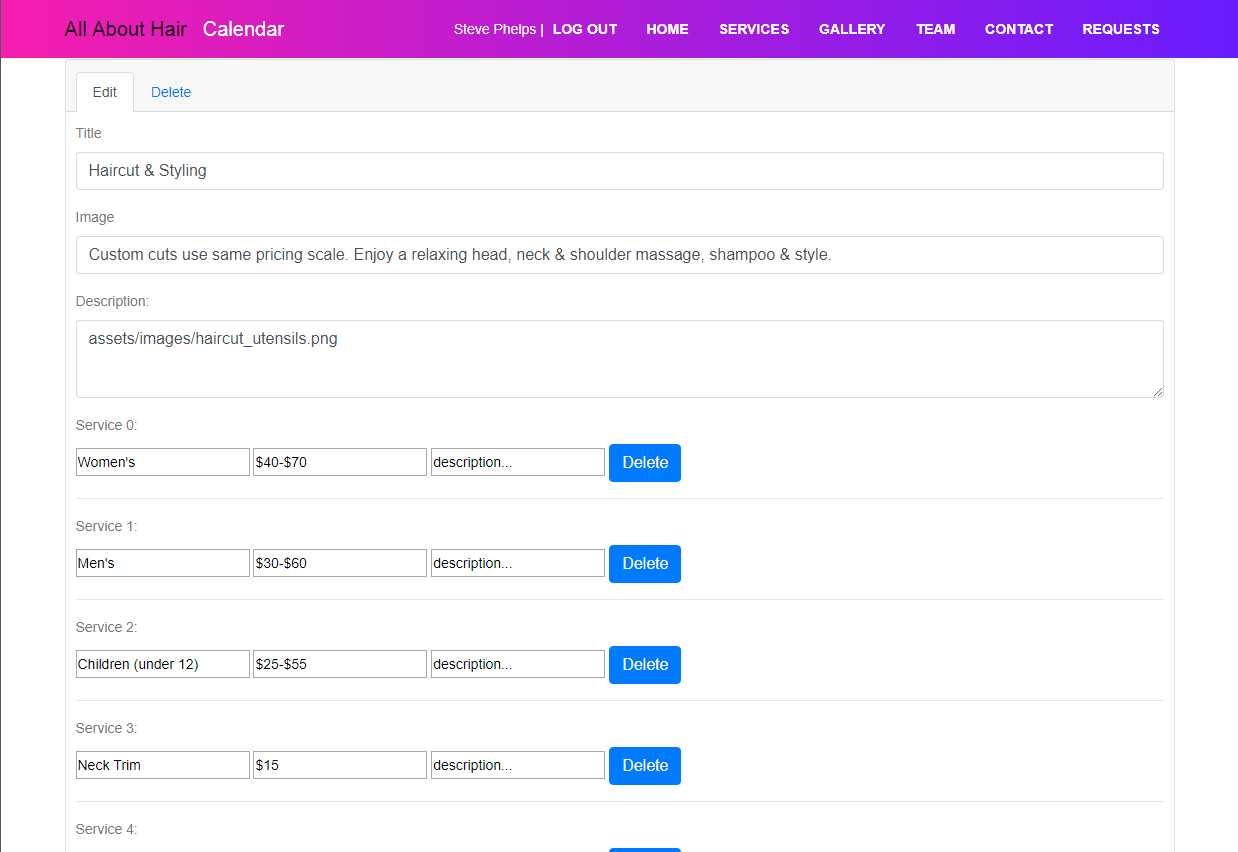 All About Hair Calendar Steve Phelps | LOG OUT HOME SERVICES GALLERY TEAM CONTACT REQUESTS
Edit Delete
Title
Haircut & Styling
Image
Custom cuts use same pricing scale. Enjoy a relaxing head, neck & shoulder massage, shampoo & style.
Description:
assets/images/haircut_utensils.png
Service 0:
Women's $40-$70 description... Delete
Service 1:
Men's $30-$60 description... Delete
Service 2:
Children (under 12) $25-$55 description... Delete
Service 3:
Neck Trim $15 description... Delete
Service 4: